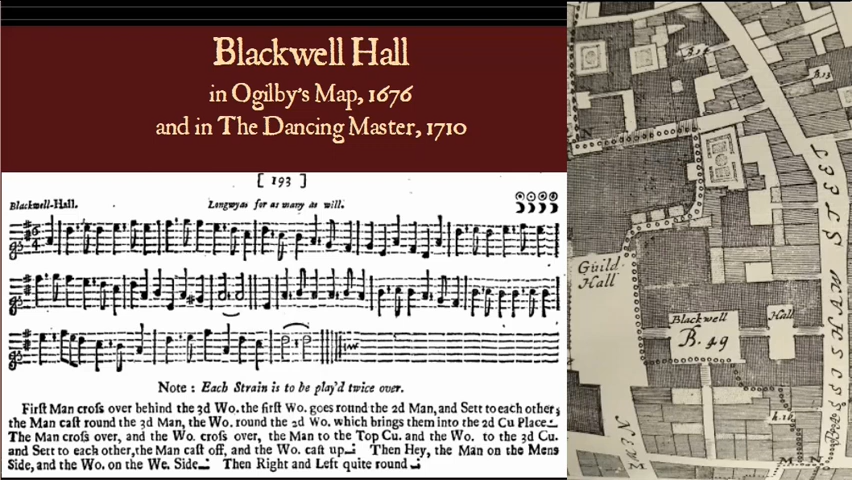 Blackwell Hall
in Ogilby's Map, 1676
and in The Dancing Master, 1710
[ 193 ]
Blackwell-Hall.
Longways for as many as will.
6
4
Note : Each Strain is to be play'd twice over.
First Man cross over behind the 3d Wo. the first Wo. goes round the 2d Man, and Sett to each other;
the Man cast round the 3d Man, the Wo. round the 2d Wo. which brings them into the 2d Cu Place
The Man cross over, and the Wo. cross over, the Man to the Top Cu. and the Wo. to the 3d Cu.
and Sett to each other, the Man cast off, and the Wo. cast up Then Hey, the Man on the Mens
Side, and the Wo. on the We. Side Then Right and Left quite round
B.14
B.13
Guild
Hall
Blackwell
Hall
B. 49
k.18
M N